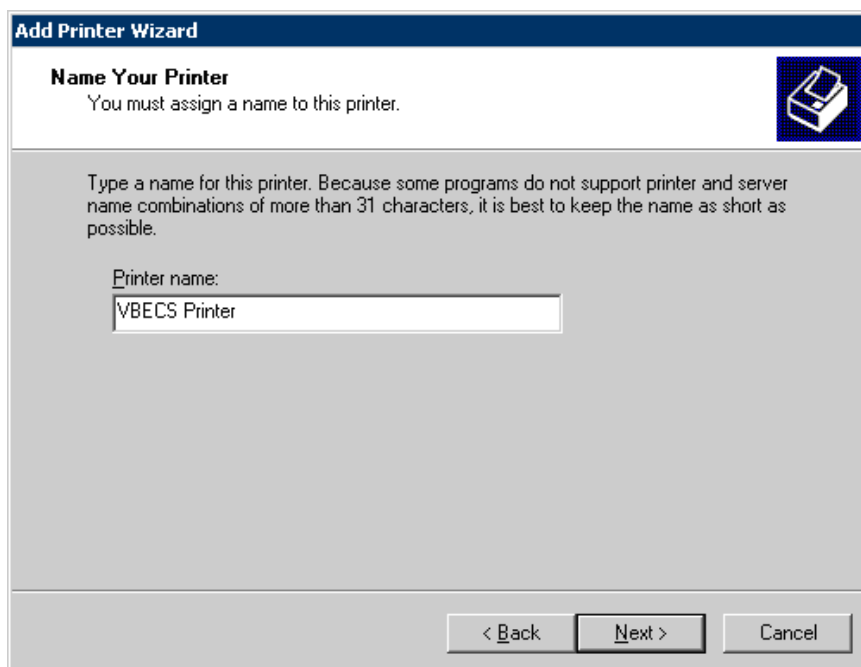 Add Printer Wizard
Name Your Printer
You must assign a name to this printer.
Type a name for this printer. Because some programs do not support printer and server
name combinations of more than 31 characters, it is best to keep the name as short as
possible.
Printer name:
VBECS Printer
< Back Next > Cancel